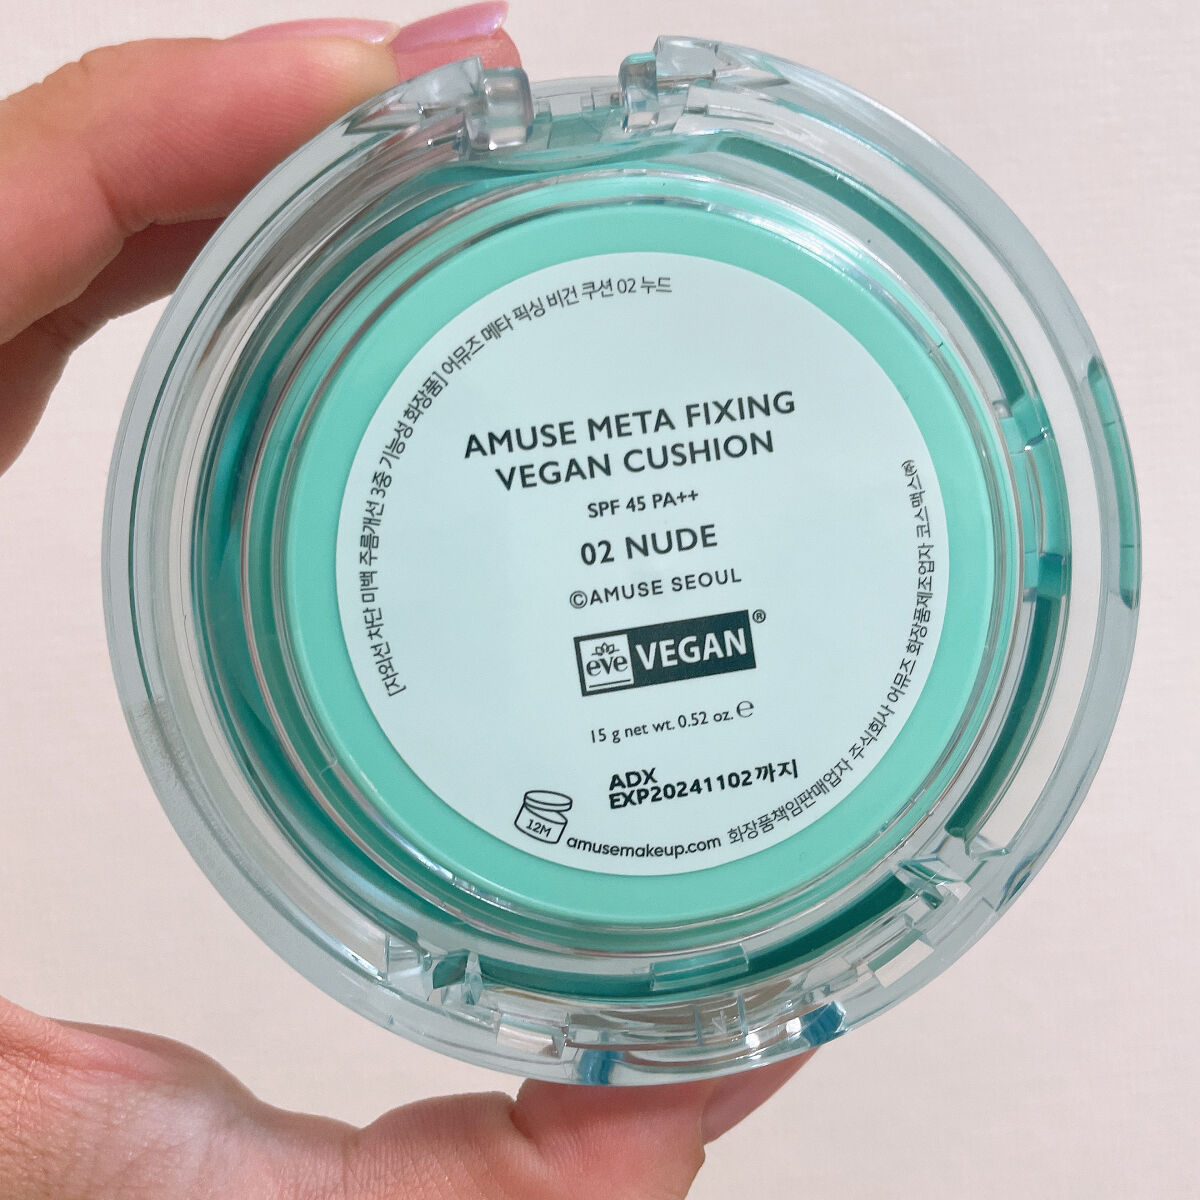 [자외선 차단 미백 주름개선 3중 기능성 화장품] 어뮤즈 메타 픽싱 비건 쿠션 02 누드
AMUSE META FIXING
VEGAN CUSHION
SPF 45 PA++
02 NUDE
©AMUSE SEOUL
eve VEGAN®
15 g net wt. 0.52 oz. ℮
ADX
EXP20241102까지
12M
amusemakeup.com 화장품책임판매업자 주식회사 어뮤즈 화장품제조업자 코스맥스(주)